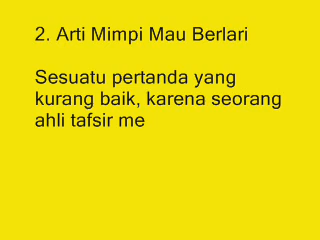 2. Arti Mimpi Mau Berlari
Sesuatu pertanda yang
kurang baik, karena seorang
ahli tafsir me